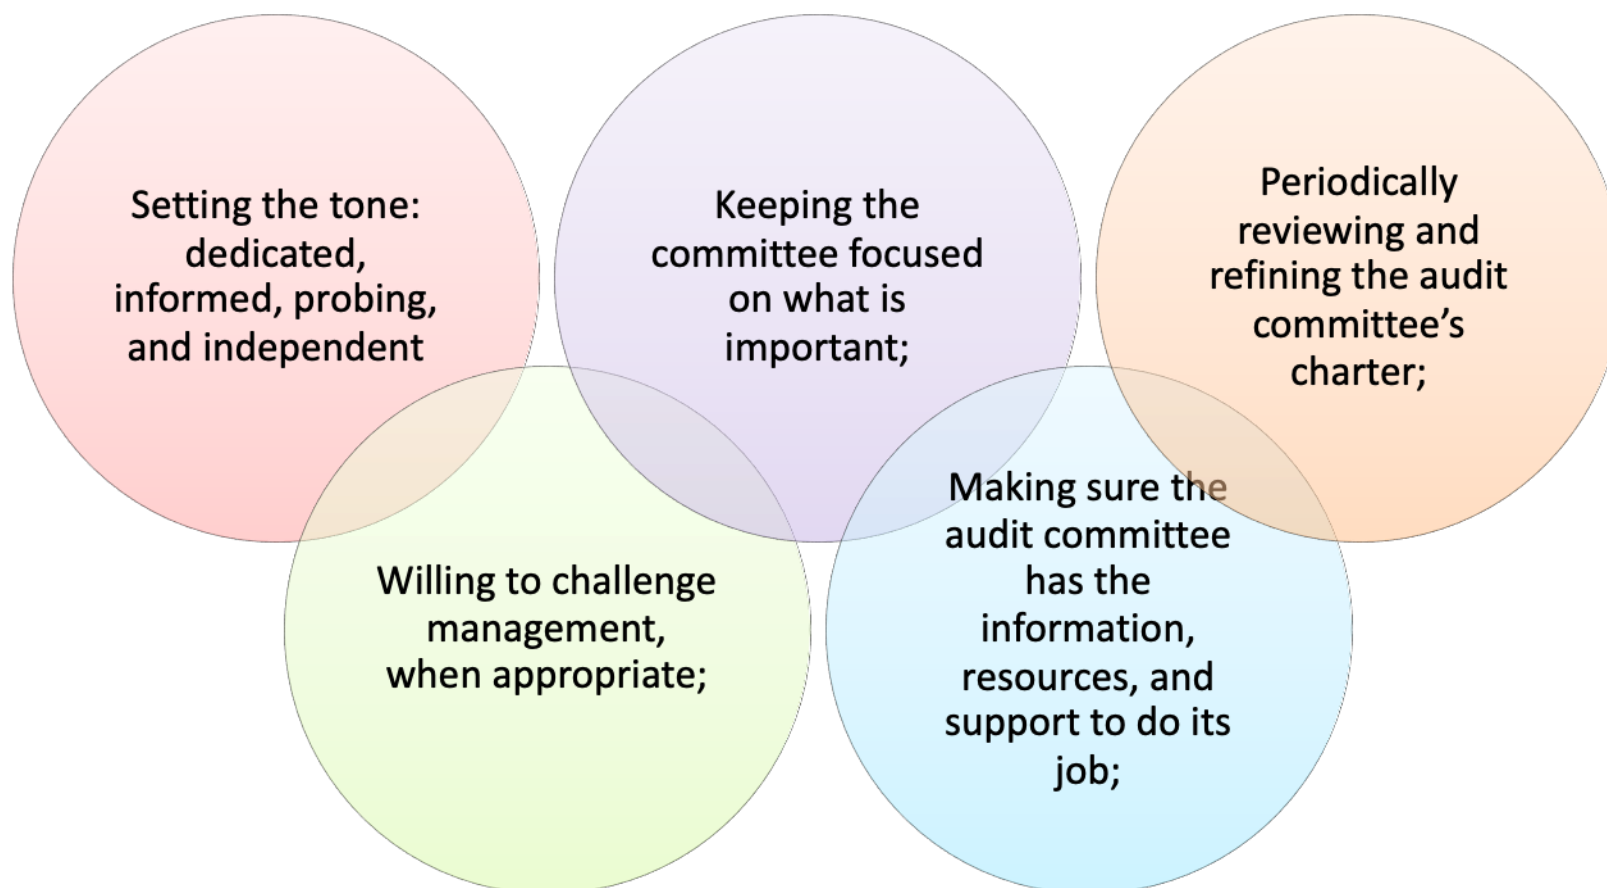 Setting the tone:
dedicated,
informed, probing,
and independent
Willing to challenge
management,
when appropriate;
Keeping the
committee focused
on what is
important;
Making sure the
audit committee
has the
information,
resources, and
support to do its
job;
Periodically
reviewing and
refining the audit
committee’s
charter;